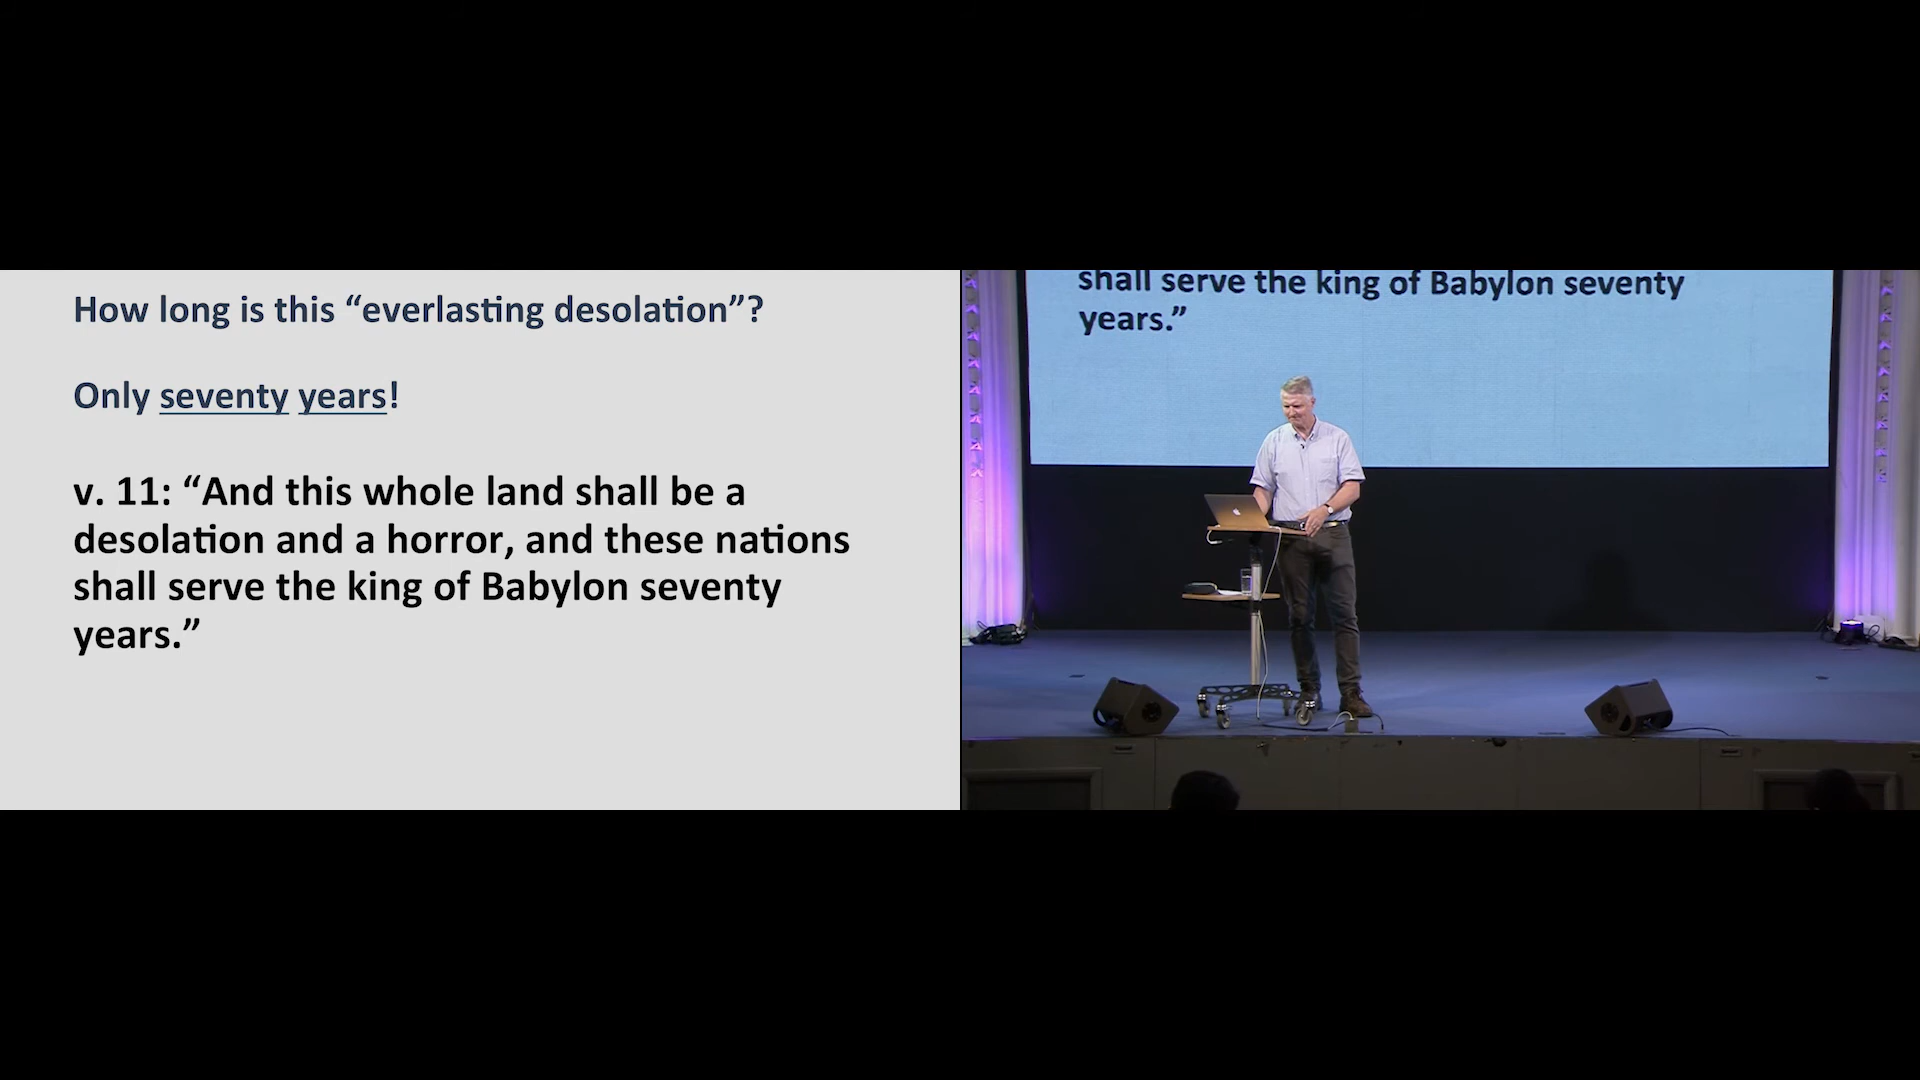 How long is this “everlasting desolation”?
Only seventy years!
v. 11: “And this whole land shall be a
desolation and a horror, and these nations
shall serve the king of Babylon seventy
years.”
shall serve the king of Babylon seventy
years.”